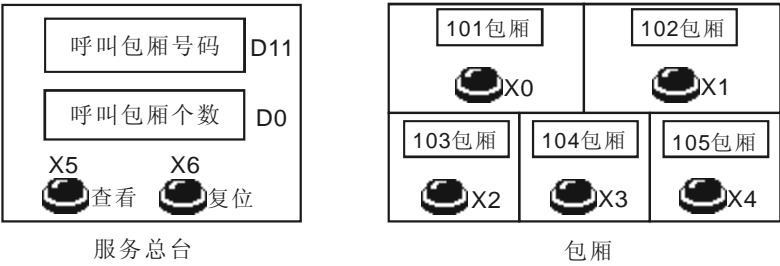 呼叫包厢号码 D11
呼叫包厢个数 D0
X5 X6
查看 复位
服务总台
101包厢 102包厢
X0 X1
103包厢 104包厢 105包厢
X2 X3 X4
包厢